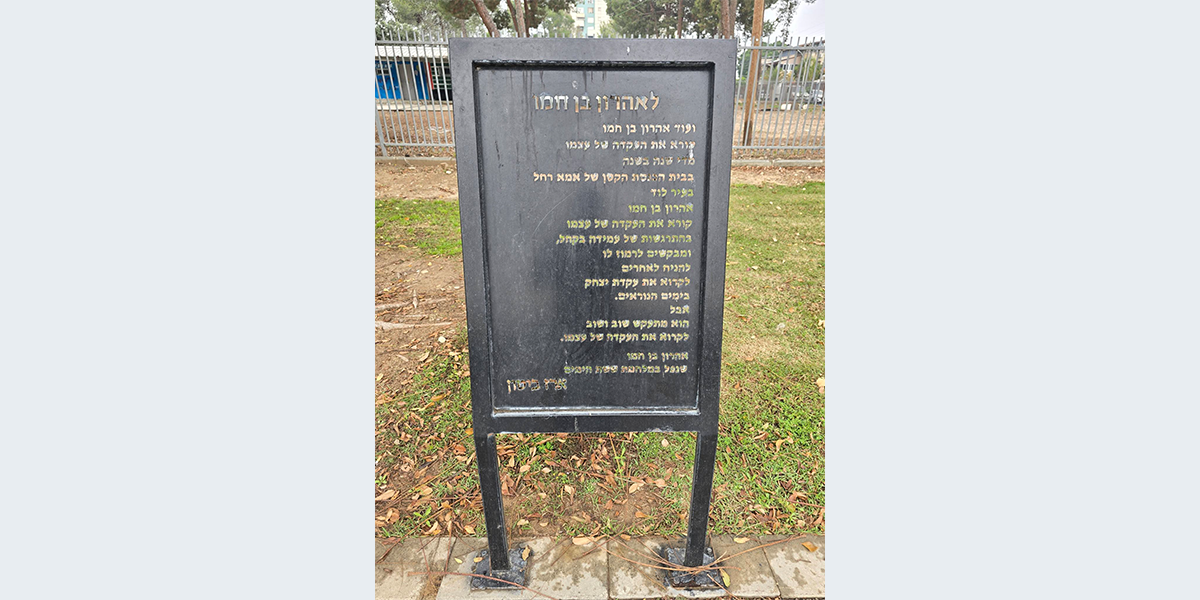 לאהרון בן חמו
ועוד אהרון בן חמו
קורא את העקדה של עצמו
מדי שנה בשנה
בבית הכנסת הקטן של אמא רחל
בעיר לוד
אהרון בן חמו
קורא את העקדה של עצמו
בהתרגשות של עמידה בקהל,
ומבקשים לרמוז לו
להניח לאחרים
לקרוא את עקדת יצחק
בימים הנוראים.
אבל
הוא מתעקש שוב ושוב
לקרוא את העקדה של עצמו.
אהרון בן חמו
שנפל במלחמת ששת הימים
ארז ביטון